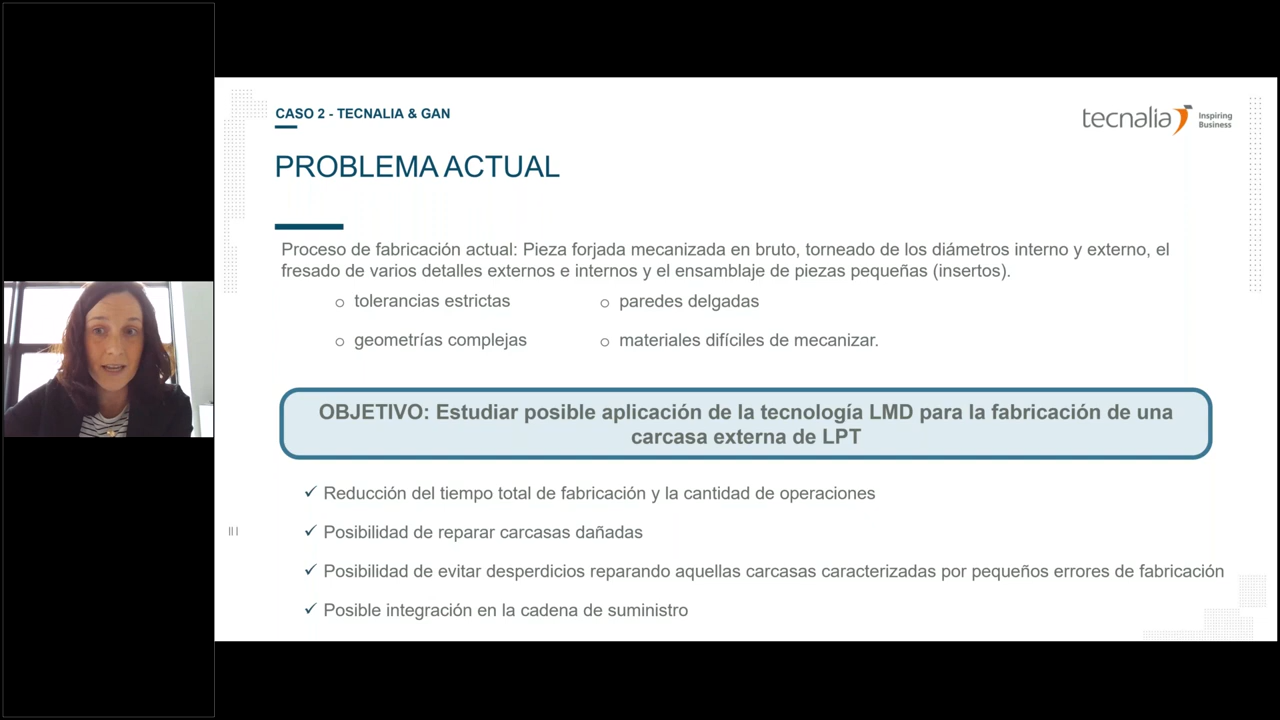 CASO 2 - TECNALIA & GAN
tecnalia Inspiring Business
PROBLEMA ACTUAL
Proceso de fabricación actual: Pieza forjada mecanizada en bruto, torneado de los diámetros interno y externo, el
fresado de varios detalles externos e internos y el ensamblaje de piezas pequeñas (insertos).
o tolerancias estrictas
o paredes delgadas
o geometrías complejas
o materiales difíciles de mecanizar.
OBJETIVO: Estudiar posible aplicación de la tecnología LMD para la fabricación de una
carcasa externa de LPT
✓ Reducción del tiempo total de fabricación y la cantidad de operaciones
✓ Posibilidad de reparar carcasas dañadas
✓ Posibilidad de evitar desperdicios reparando aquellas carcasas caracterizadas por pequeños errores de fabricación
✓ Posible integración en la cadena de suministro